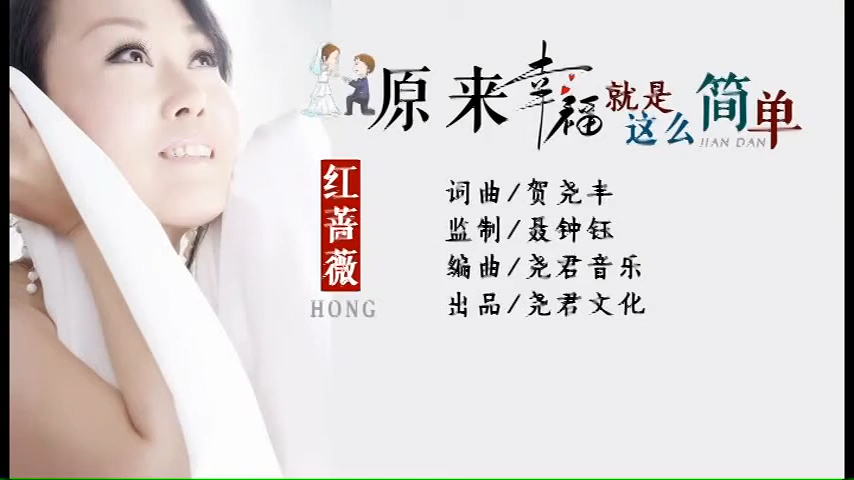 原来幸福就是这么简单
JIAN DAN
红蔷薇
HONG
词曲/贺尧丰
监制/聂钟钰
编曲/尧君音乐
出品/尧君文化